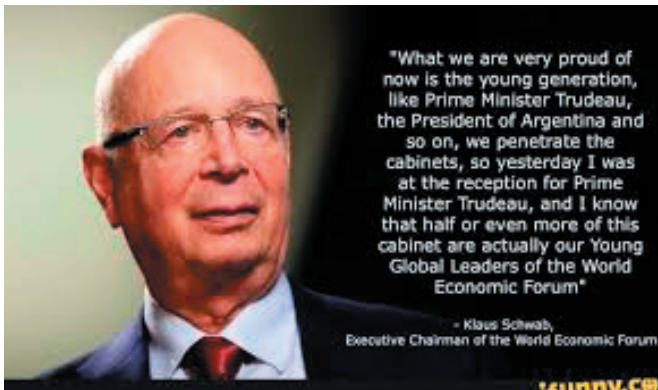 "What we are very proud of
now is the young generation,
like Prime Minister Trudeau,
the President of Argentina and
so on, we penetrate the
cabinets, so yesterday I was
at the reception for Prime
Minister Trudeau, and I know
that half or even more of this
cabinet are actually our Young
Global Leaders of the World
Economic Forum"
- Klaus Schwab,
Executive Chairman of the World Economic Forum